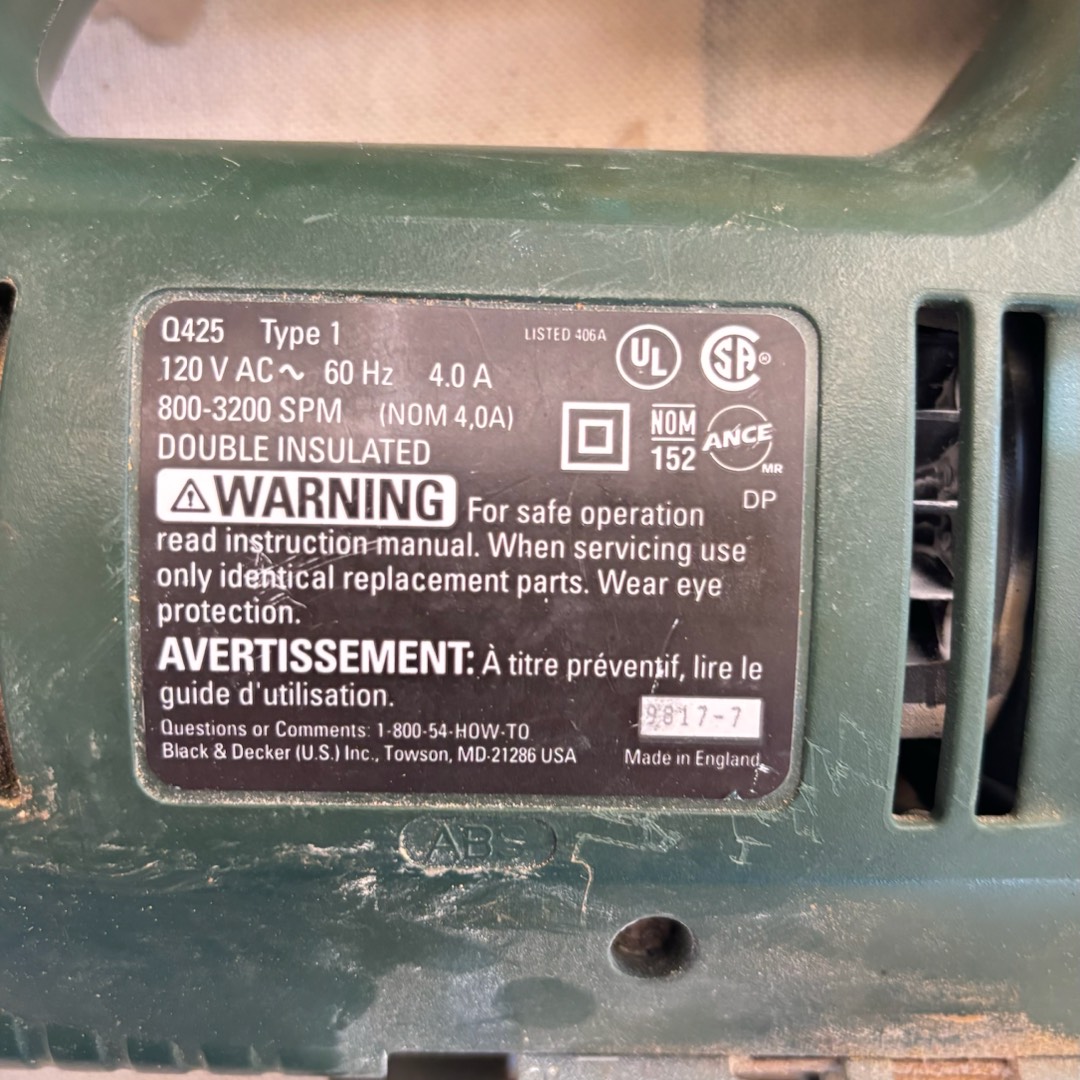 Q425 Type 1
LISTED 406A
UL
SA
120 V AC ~ 60 Hz 4.0 A
800-3200 SPM (NOM 4,0A)
NOM
152
ANCE
MR
DOUBLE INSULATED
DP
⚠WARNING For safe operation
read instruction manual. When servicing use
only identical replacement parts. Wear eye
protection.
AVERTISSEMENT: À titre préventif, lire le
guide d'utilisation.
9817-7
Questions or Comments: 1-800-54-HOW-TO
Black & Decker (U.S.) Inc., Towson, MD-21286 USA
Made in England
ABS